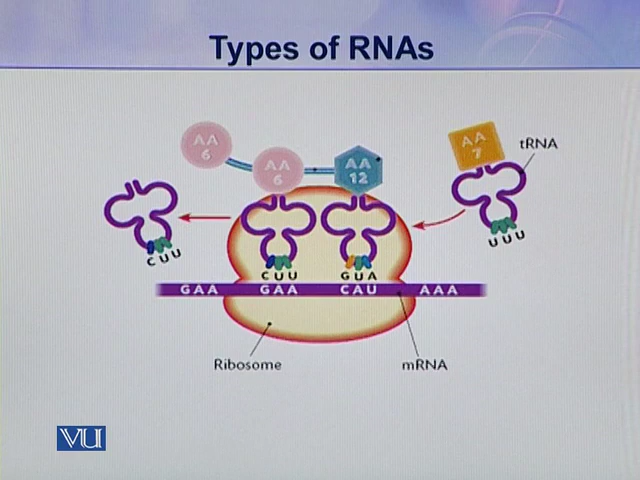 Types of RNAs
AA
6
AA
6
AA
12
AA
7
tRNA
CUU
CUU
GUA
UUU
GAA GAA CAU AAA
Ribosome
mRNA
VU